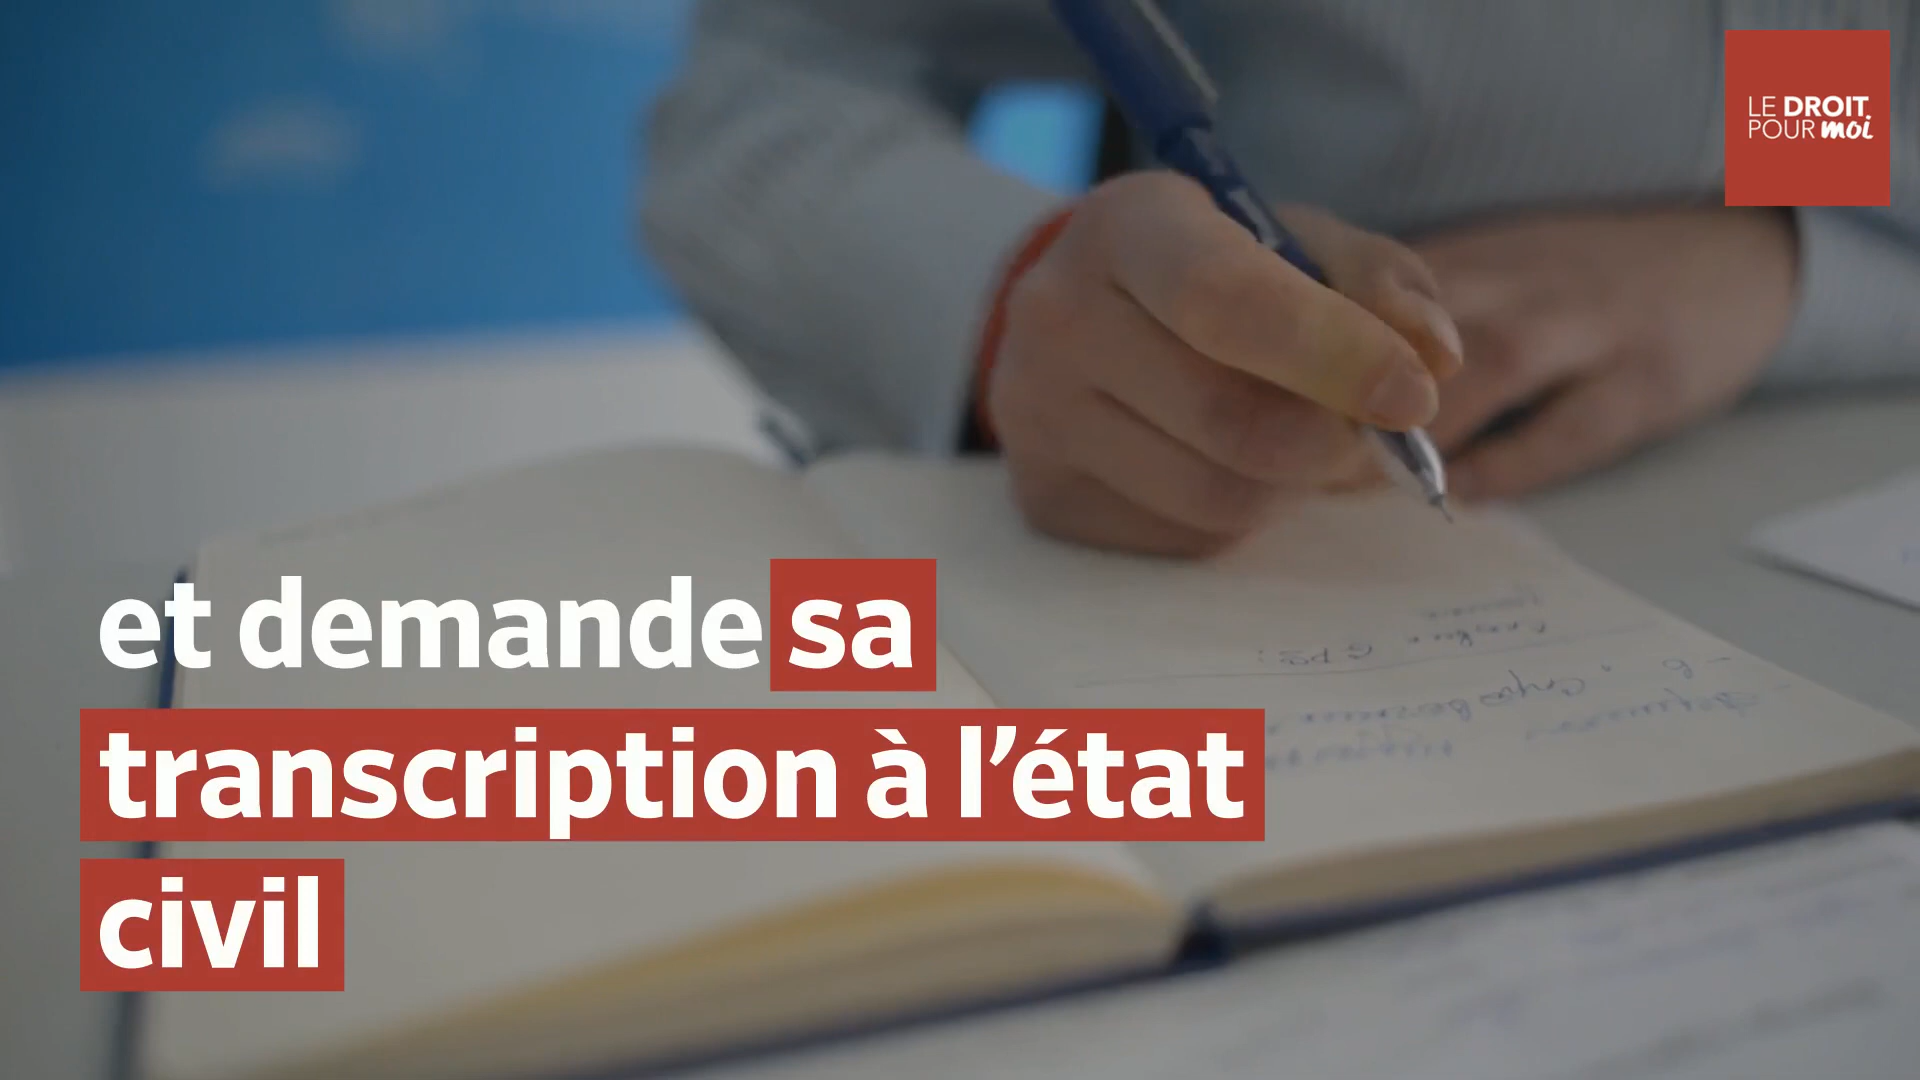 LE DROIT
POUR moi
et demande sa
transcription à l’état
civil